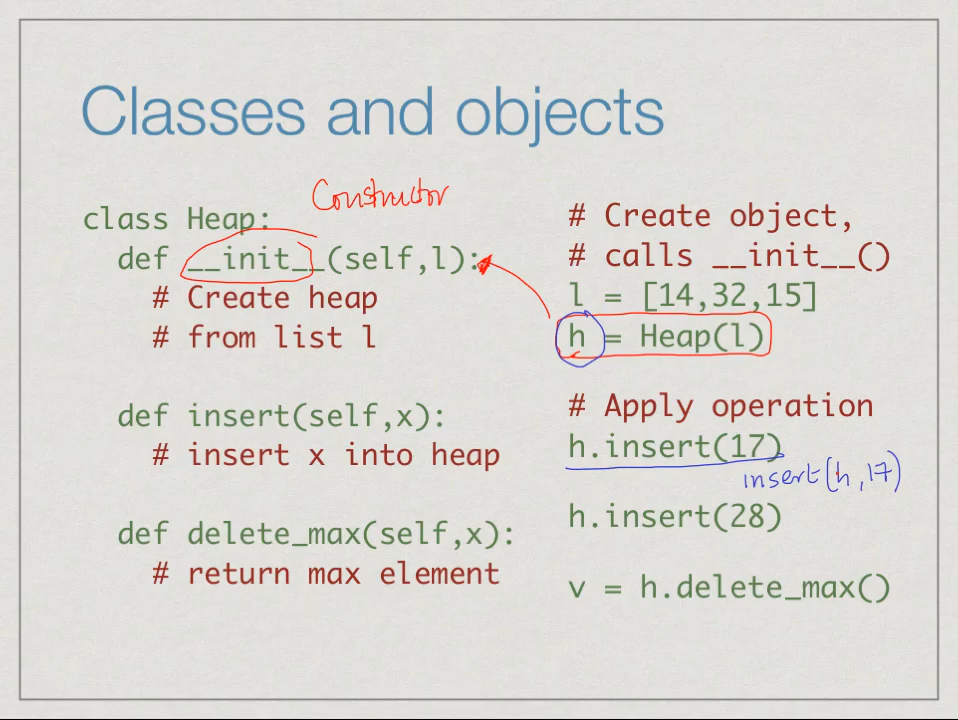 Classes and objects
Constructor
class Heap:
def __init__(self,l):
# Create heap
# from list l
def insert(self,x):
# insert x into heap
def delete_max(self,x):
# return max element
# Create object,
# calls __init__()
l = [14,32,15]
h = Heap(l)
# Apply operation
h.insert(17)
insert(h,17)
h.insert(28)
v = h.delete_max()